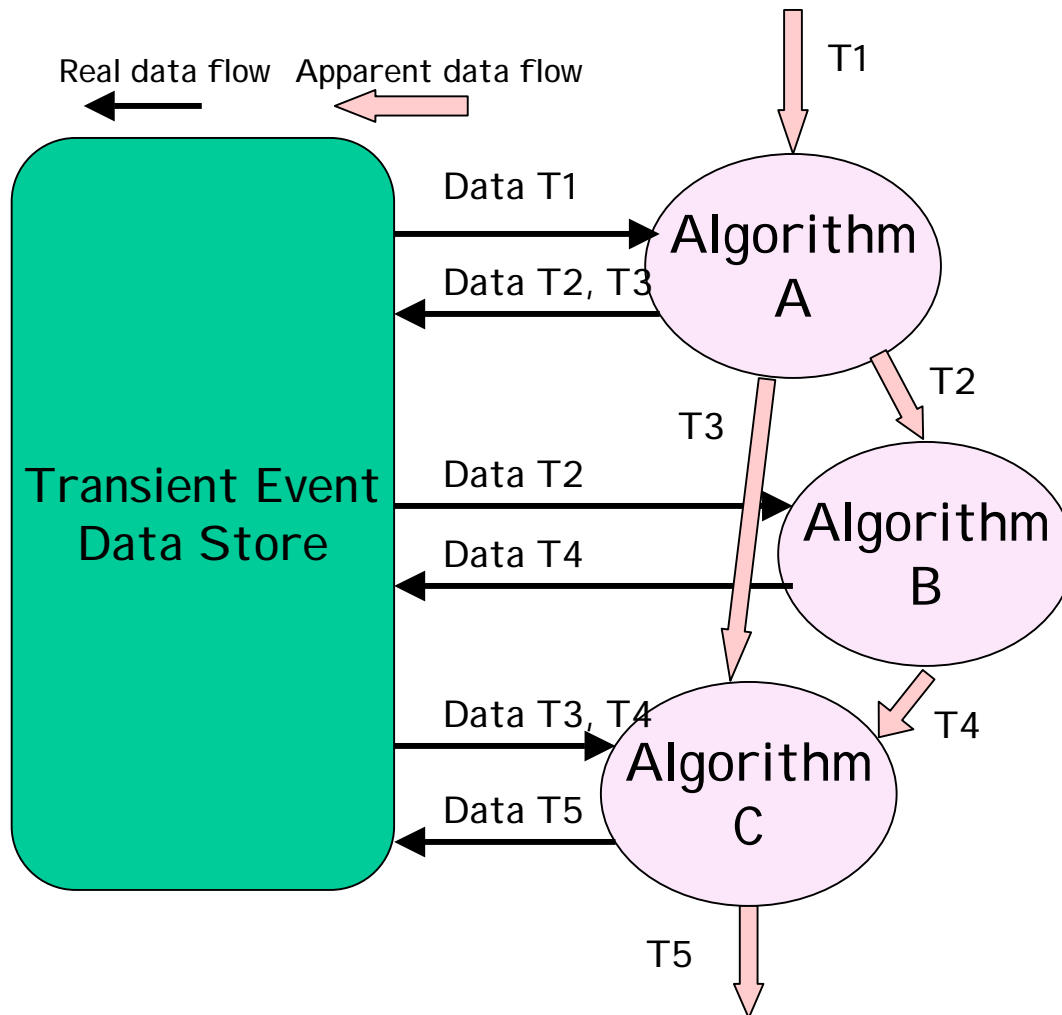 T1
Real data flow
Apparent data flow
Data T1
Algorithm
A
Data T2, T3
T2
T3
Transient Event
Data Store
Data T2
Algorithm
B
Data T4
Data T3, T4
T4
Algorithm
C
Data T5
T5